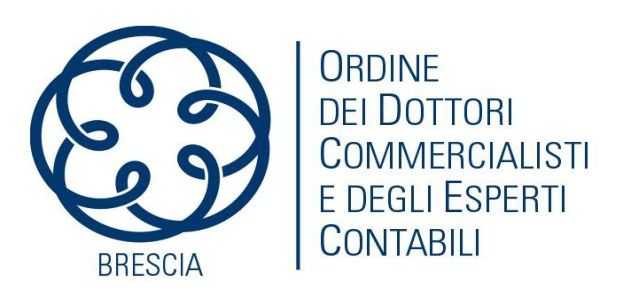 BRESCIA
ORDINE
DEI DOTTORI
COMMERCIALISTI
E DEGLI ESPERTI
CONTABILI